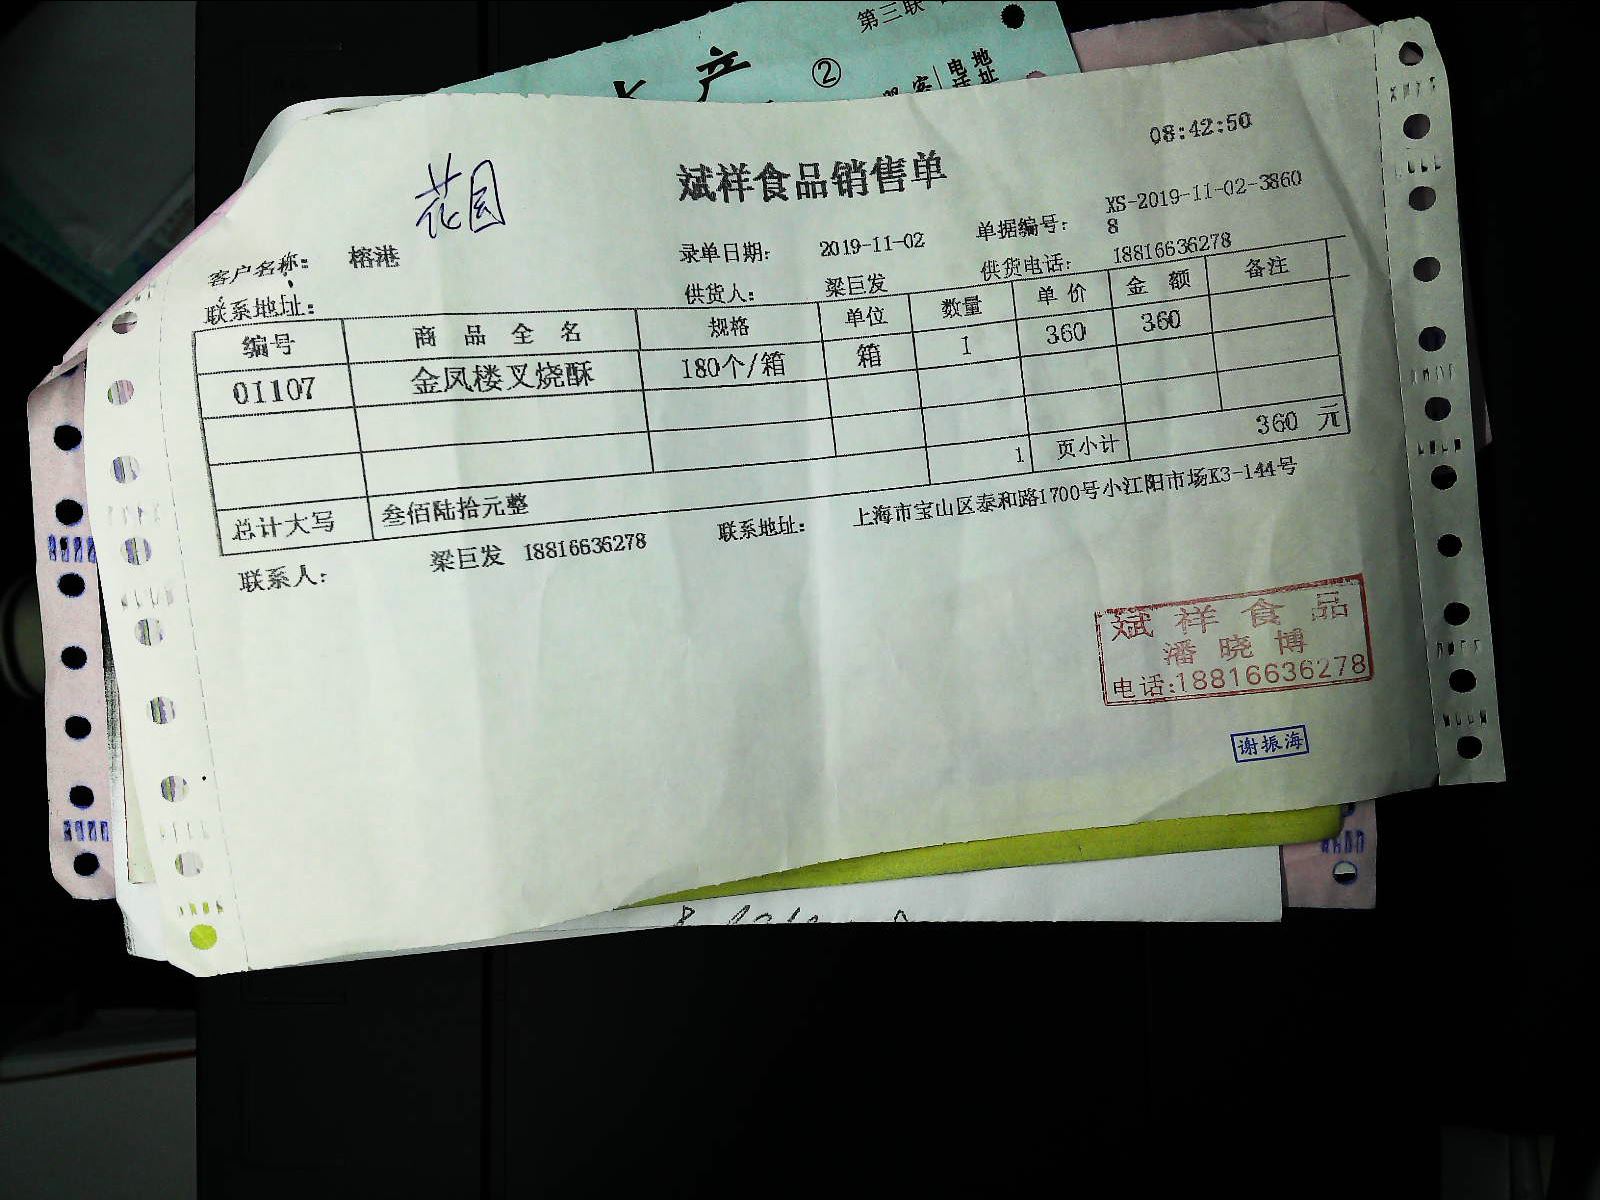 第三联
产
②
客
电话
地址
08:42:50
花园
斌祥食品销售单
XS-2019-11-02-3860
8
客户名称: 榕港 录单日期: 2019-11-02 单据编号:
联系地址: 供货人: 梁巨发 供货电话: 18816636278
编号 商品全名 规格 单位 数量 单价 金额 备注
01107 金凤楼叉烧酥 180个/箱 箱 1 360 360
1 页小计 360 元
总计大写 叁佰陆拾元整
联系人: 梁巨发 18816636278 联系地址: 上海市宝山区泰和路1700号小江阳市场K3-144号
斌祥食品
潘晓博
电话:18816636278
谢振海